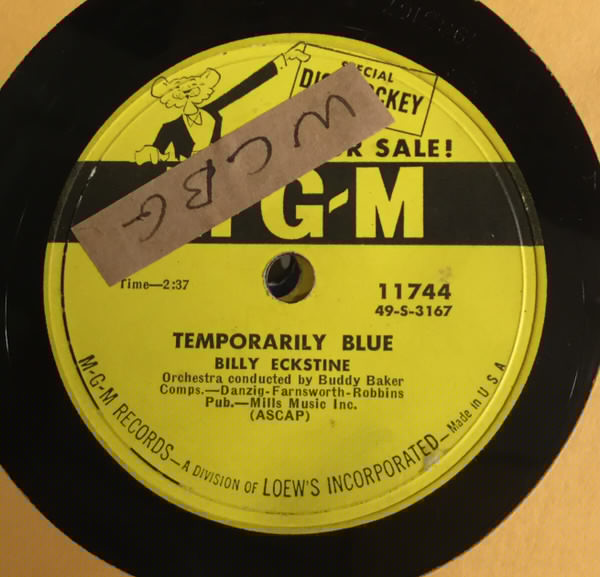 SPECIAL
DISC JOCKEY
R SALE!
WCBG
M-G-M
Time—2:37
11744
49-S-3167
TEMPORARILY BLUE
BILLY ECKSTINE
Orchestra conducted by Buddy Baker
Comps.—Danzig-Farnsworth-Robbins
Pub.—Mills Music Inc.
(ASCAP)
M-G-M RECORDS—A DIVISION OF LOEW'S INCORPORATED—Made in U S A